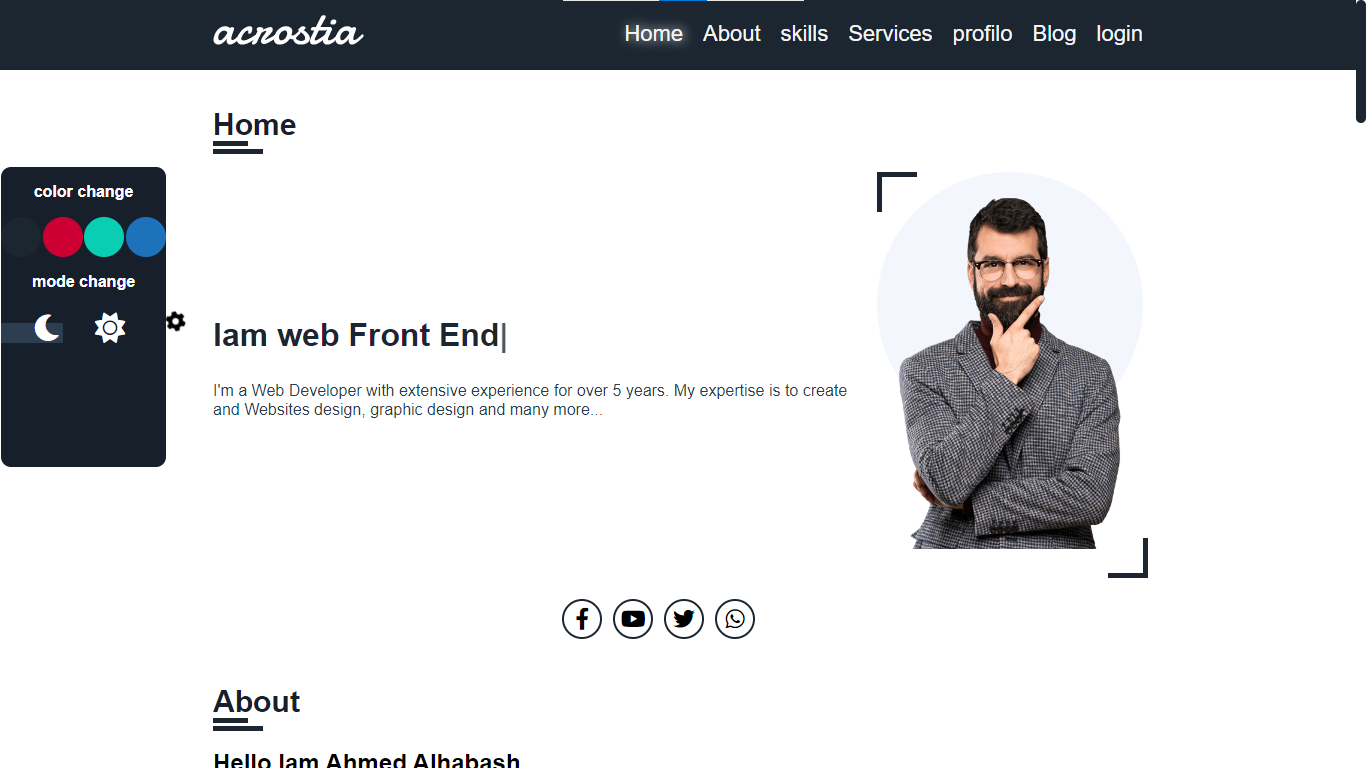 acrostia
Home About skills Services profilo Blog login
Home
color change
mode change
Iam web Front End|
I'm a Web Developer with extensive experience for over 5 years. My expertise is to create
and Websites design, graphic design and many more...
About
Hello Iam Ahmed Alhabash